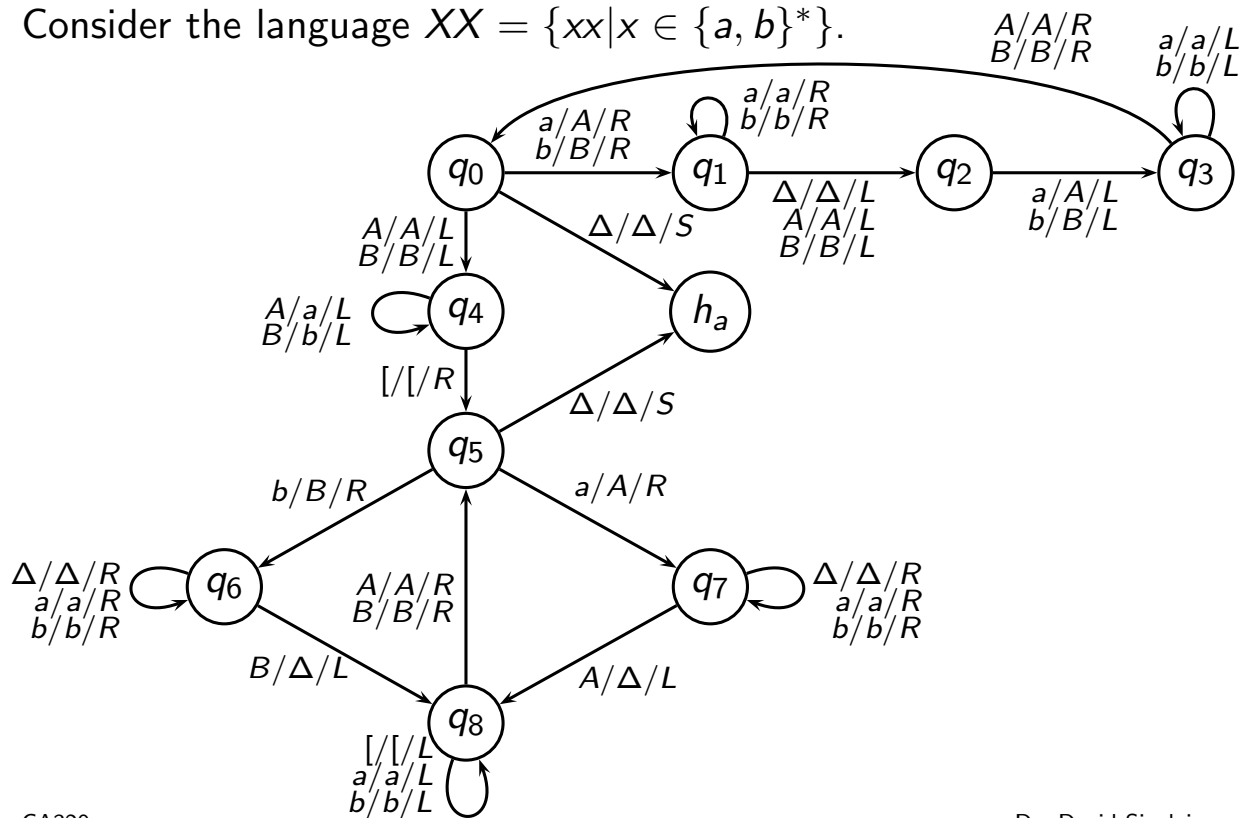 Consider the language XX = {xx|x ∈ {a, b}*}.
A/A/R
B/B/R
a/a/L
b/b/L
a/a/R
b/b/R
a/A/R
b/B/R
q0
q1
q2
q3
Δ/Δ/L
A/A/L
B/B/L
a/A/L
b/B/L
A/A/L
B/B/L
Δ/Δ/S
A/a/L
B/b/L
q4
ha
[/[/R
Δ/Δ/S
q5
b/B/R
a/A/R
Δ/Δ/R
a/a/R
b/b/R
q6
A/A/R
B/B/R
q7
Δ/Δ/R
a/a/R
b/b/R
B/Δ/L
A/Δ/L
q8
[/[/L
a/a/L
b/b/L